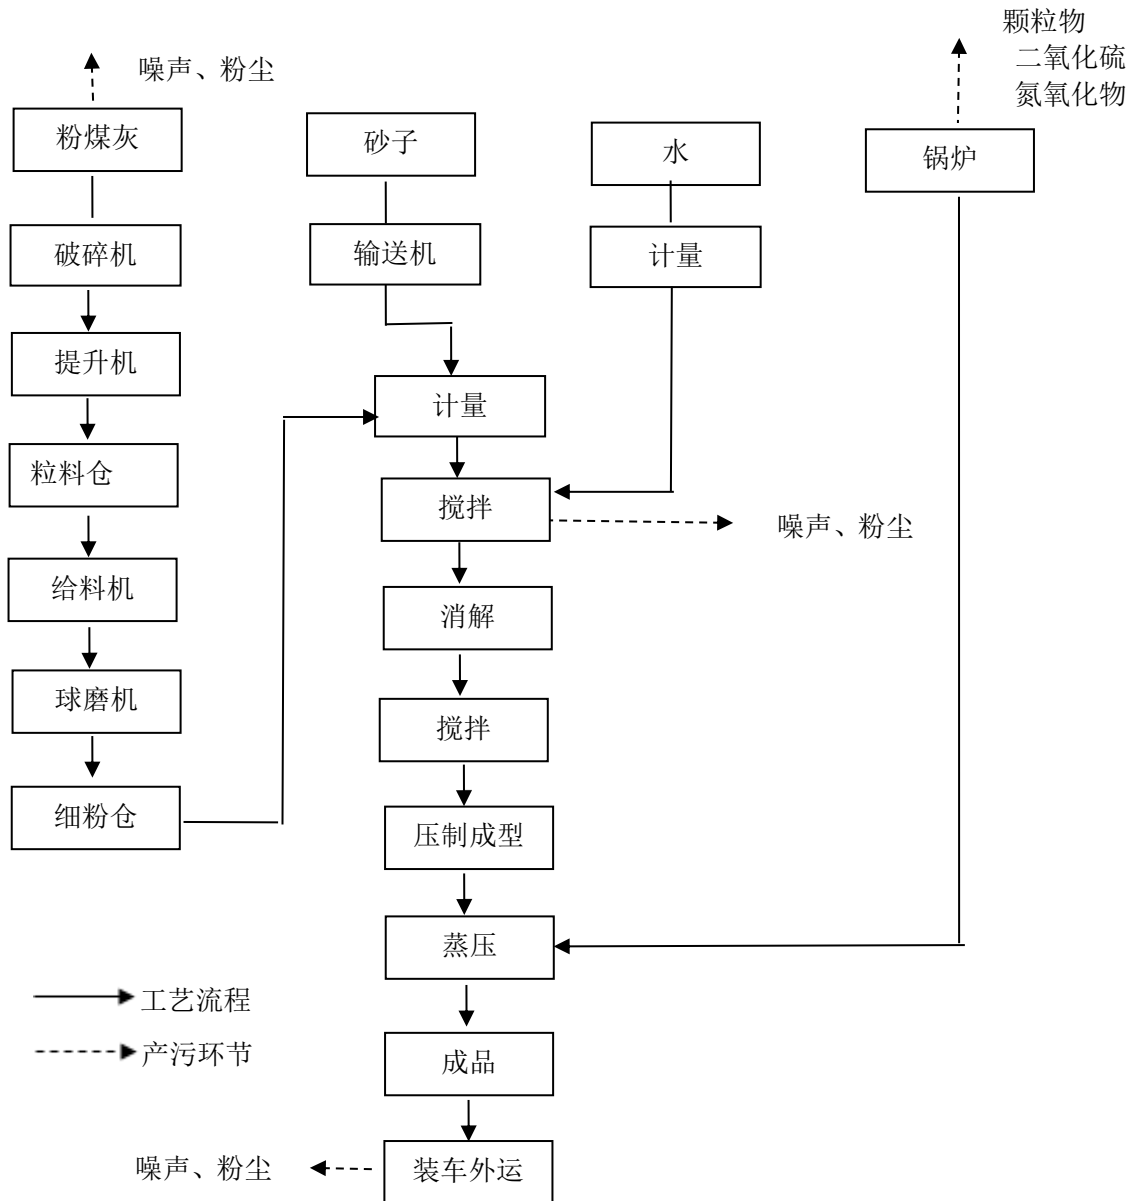 颗粒物
二氧化硫
氮氧化物
噪声、粉尘
粉煤灰
砂子
水
锅炉
破碎机
输送机
计量
提升机
计量
粒料仓
搅拌
噪声、粉尘
给料机
消解
球磨机
搅拌
细粉仓
压制成型
蒸压
工艺流程
产污环节
成品
噪声、粉尘
装车外运